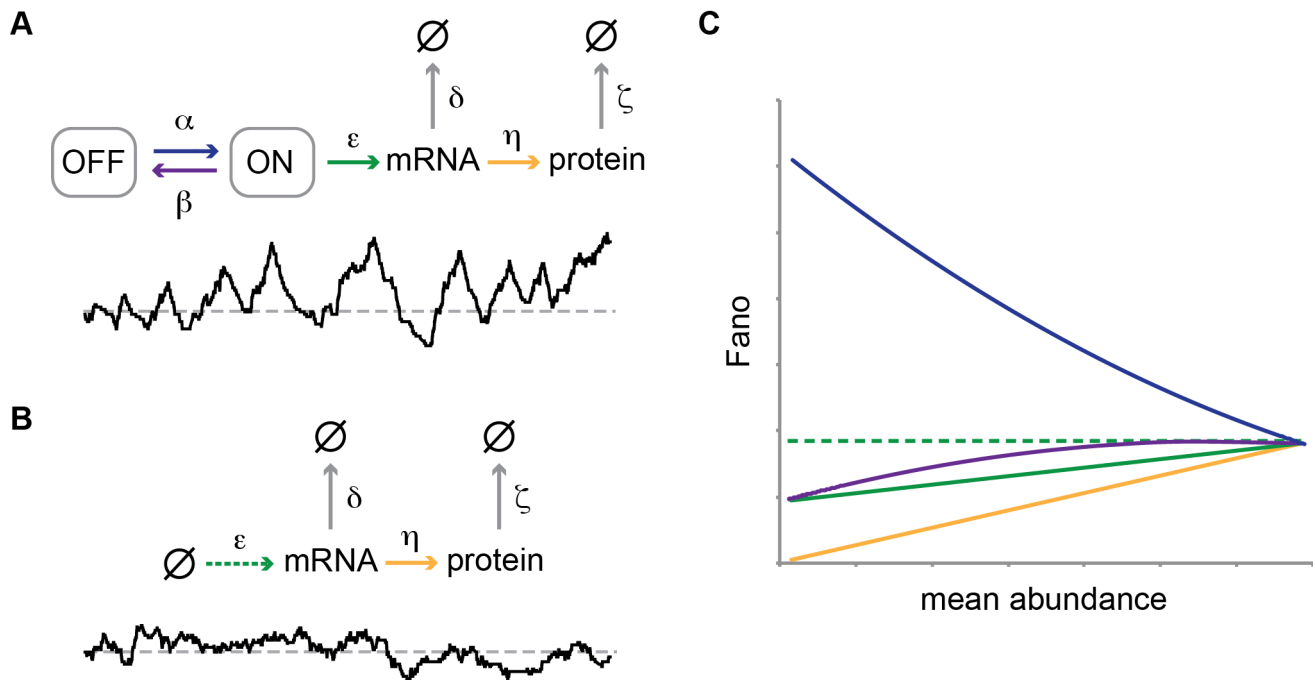 A
∅ ∅
δ ζ
α
OFF ON ε mRNA η protein
β
B
∅ ∅
δ ζ
∅ ε mRNA η protein
C
Fano
mean abundance